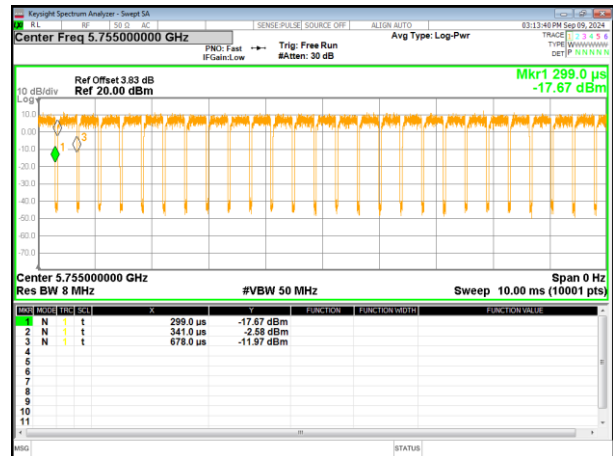 Keysight Spectrum Analyzer - Swept SA
RL RF 50 Ω AC SENSE:PULSE SOURCE OFF ALIGN AUTO 03:13:40 PM Sep 09, 2024
Center Freq 5.755000000 GHz
PNO: Fast Trig: Free Run
IFGain:Low #Atten: 30 dB
Avg Type: Log-Pwr
TRACE 1 2 3 4 5 6
TYPE WWWWWW
DET P NNNNN
Mkr1 299.0 µs
-17.67 dBm
Ref Offset 3.83 dB
10 dB/div Ref 20.00 dBm
Log
10.0
0.00
-10.0
-20.0
-30.0
-40.0
-50.0
-60.0
-70.0
1
3
Center 5.755000000 GHz Span 0 Hz
Res BW 8 MHz #VBW 50 MHz Sweep 10.00 ms (10001 pts)
MKR MODE TRC SCL X Y FUNCTION FUNCTION WIDTH FUNCTION VALUE
1 N 1 t 299.0 µs -17.67 dBm
2 N 1 t 341.0 µs -2.58 dBm
3 N 1 t 678.0 µs -11.97 dBm
4
5
6
7
8
9
10
11
MSG STATUS